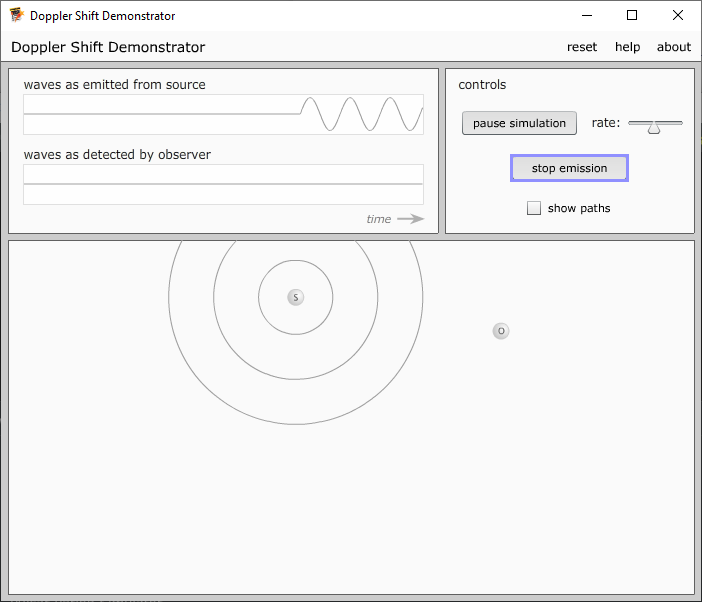 Doppler Shift Demonstrator
Doppler Shift Demonstrator
reset help about
waves as emitted from source
waves as detected by observer
time
controls
pause simulation
rate:
stop emission
show paths
S
O